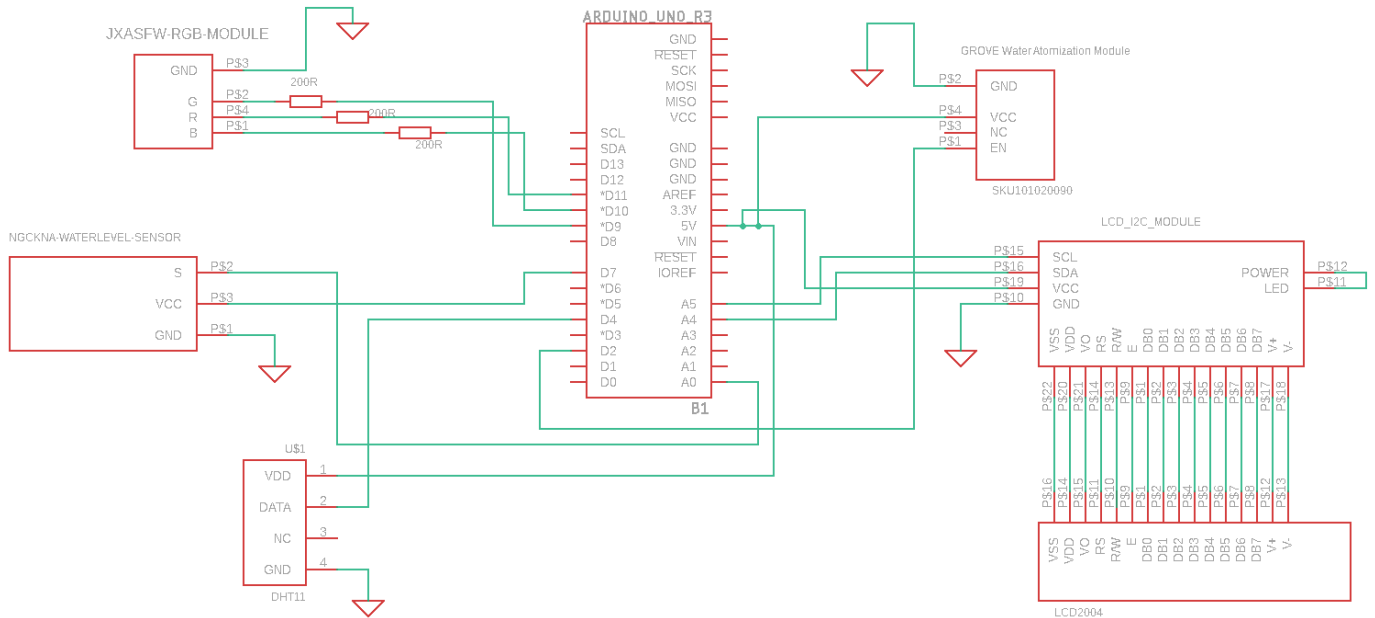 ARDUINO_UNO_R3
JXASFW-RGB-MODULE
GND P$3
G P$2
R P$4
B P$1
200R
200R
200R
NGCKNA-WATERLEVEL-SENSOR
S P$2
VCC P$3
GND P$1
U$1
VDD 1
DATA 2
NC 3
GND 4
DHT11
SCL
SDA
D13
D12
*D11
*D10
*D9
D8
D7
*D6
*D5
D4
*D3
D2
D1
D0
GND
RESET
SCK
MOSI
MISO
VCC
GND
GND
GND
AREF
3.3V
5V
VIN
RESET
IOREF
A5
A4
A3
A2
A1
A0
B1
GROVE Water Atomization Module
P$2 GND
P$4 VCC
P$3 NC
P$1 EN
SKU101020090
LCD_I2C_MODULE
P$15 SCL
P$16 SDA
P$19 VCC
P$10 GND
POWER P$12
LED P$11
VSS VDD VO RS R/W E DB0 DB1 DB2 DB3 DB4 DB5 DB6 DB7 V+ V-
P$22 P$20 P$21 P$14 P$13 P$9 P$1 P$2 P$3 P$4 P$5 P$6 P$7 P$8 P$17 P$18
P$16 P$14 P$15 P$11 P$10 P$9 P$1 P$2 P$3 P$4 P$5 P$6 P$7 P$8 P$12 P$13
VSS VDD VO RS R/W E DB0 DB1 DB2 DB3 DB4 DB5 DB6 DB7 V+ V-
LCD2004